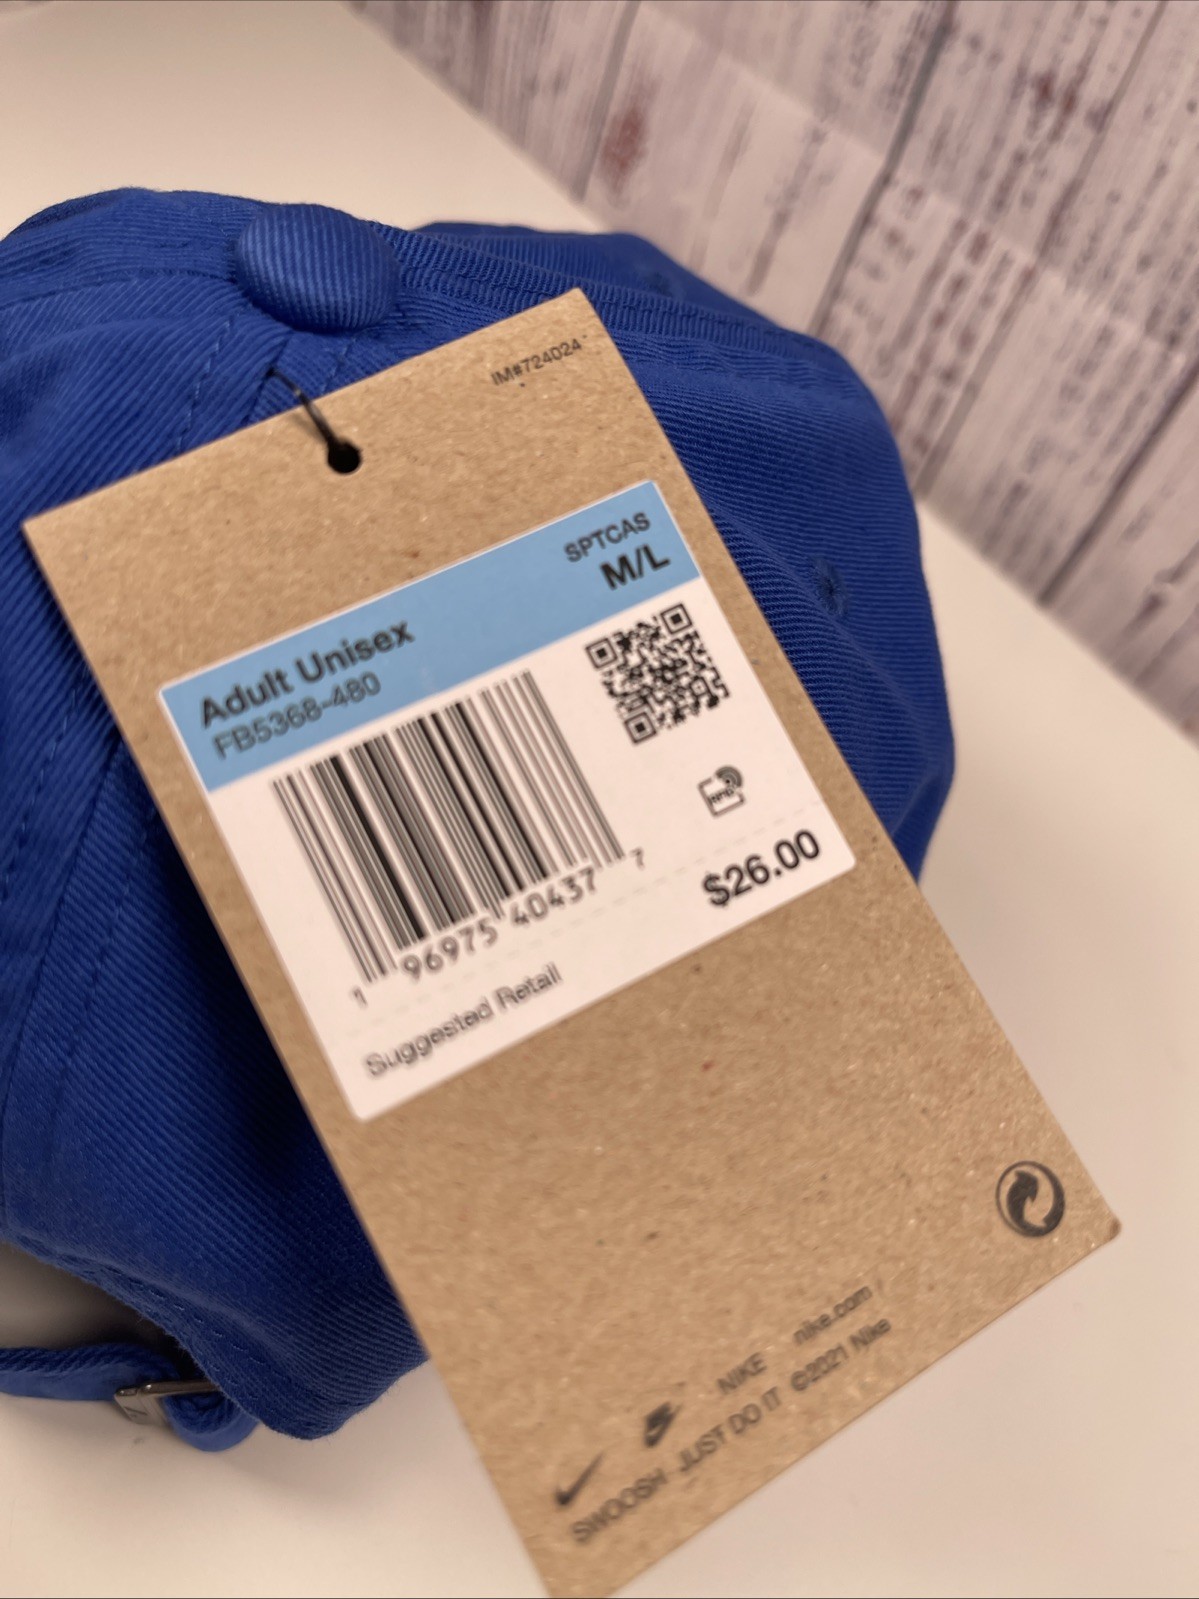 IM#724024
SPTCAS
M/L
Adult Unisex
FB5368-480
RFID
1 96975 40437 7
$26.00
Suggested Retail
NIKE nike.com
SWOOSH JUST DO IT ©2021 Nike